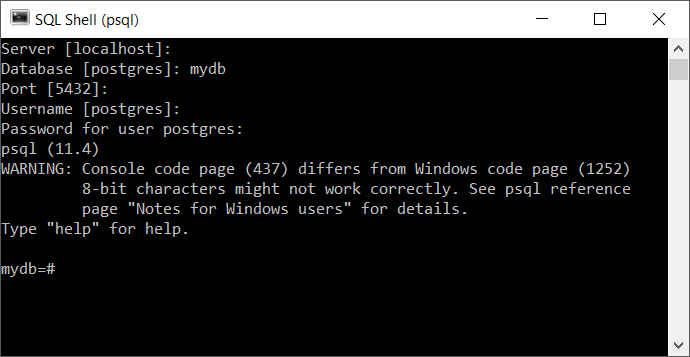 SQL Shell (psql)
Server [localhost]:
Database [postgres]: mydb
Port [5432]:
Username [postgres]:
Password for user postgres:
psql (11.4)
WARNING: Console code page (437) differs from Windows code page (1252)
         8-bit characters might not work correctly. See psql reference
         page "Notes for Windows users" for details.
Type "help" for help.

mydb=#